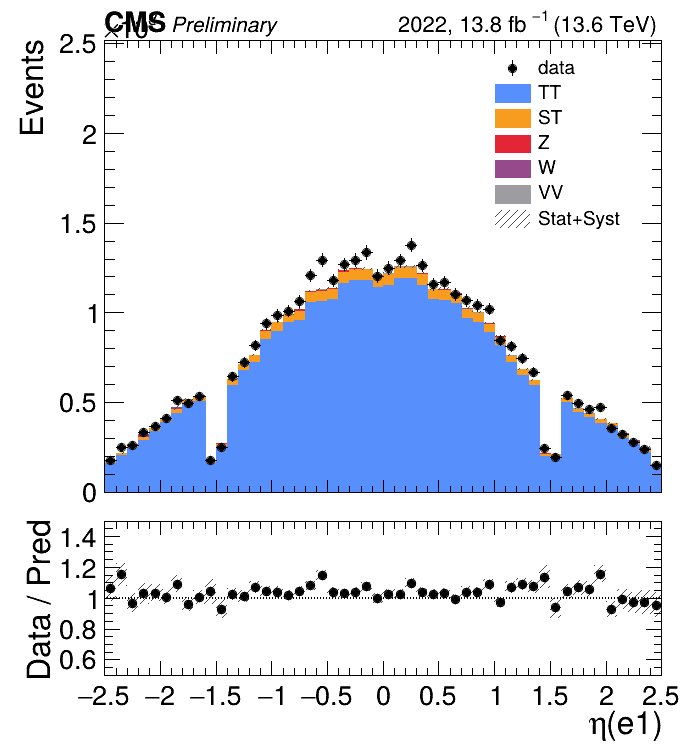 CMS Preliminary 2022, 13.8 fb⁻¹ (13.6 TeV)
2.5
2
1.5
1
0.5
0
Events
data
TT
ST
Z
W
VV
Stat+Syst
1.4
1.2
1
0.8
0.6
Data / Pred
−2.5 −2 −1.5 −1 −0.5 0 0.5 1 1.5 2 2.5
η(e1)